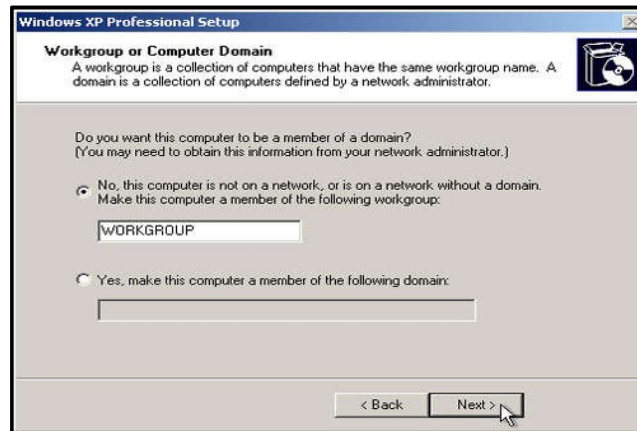 Windows XP Professional Setup
Workgroup or Computer Domain
A workgroup is a collection of computers that have the same workgroup name. A
domain is a collection of computers defined by a network administrator.
Do you want this computer to be a member of a domain?
(You may need to obtain this information from your network administrator.)
No, this computer is not on a network, or is on a network without a domain.
Make this computer a member of the following workgroup:
WORKGROUP
Yes, make this computer a member of the following domain:
< Back Next >